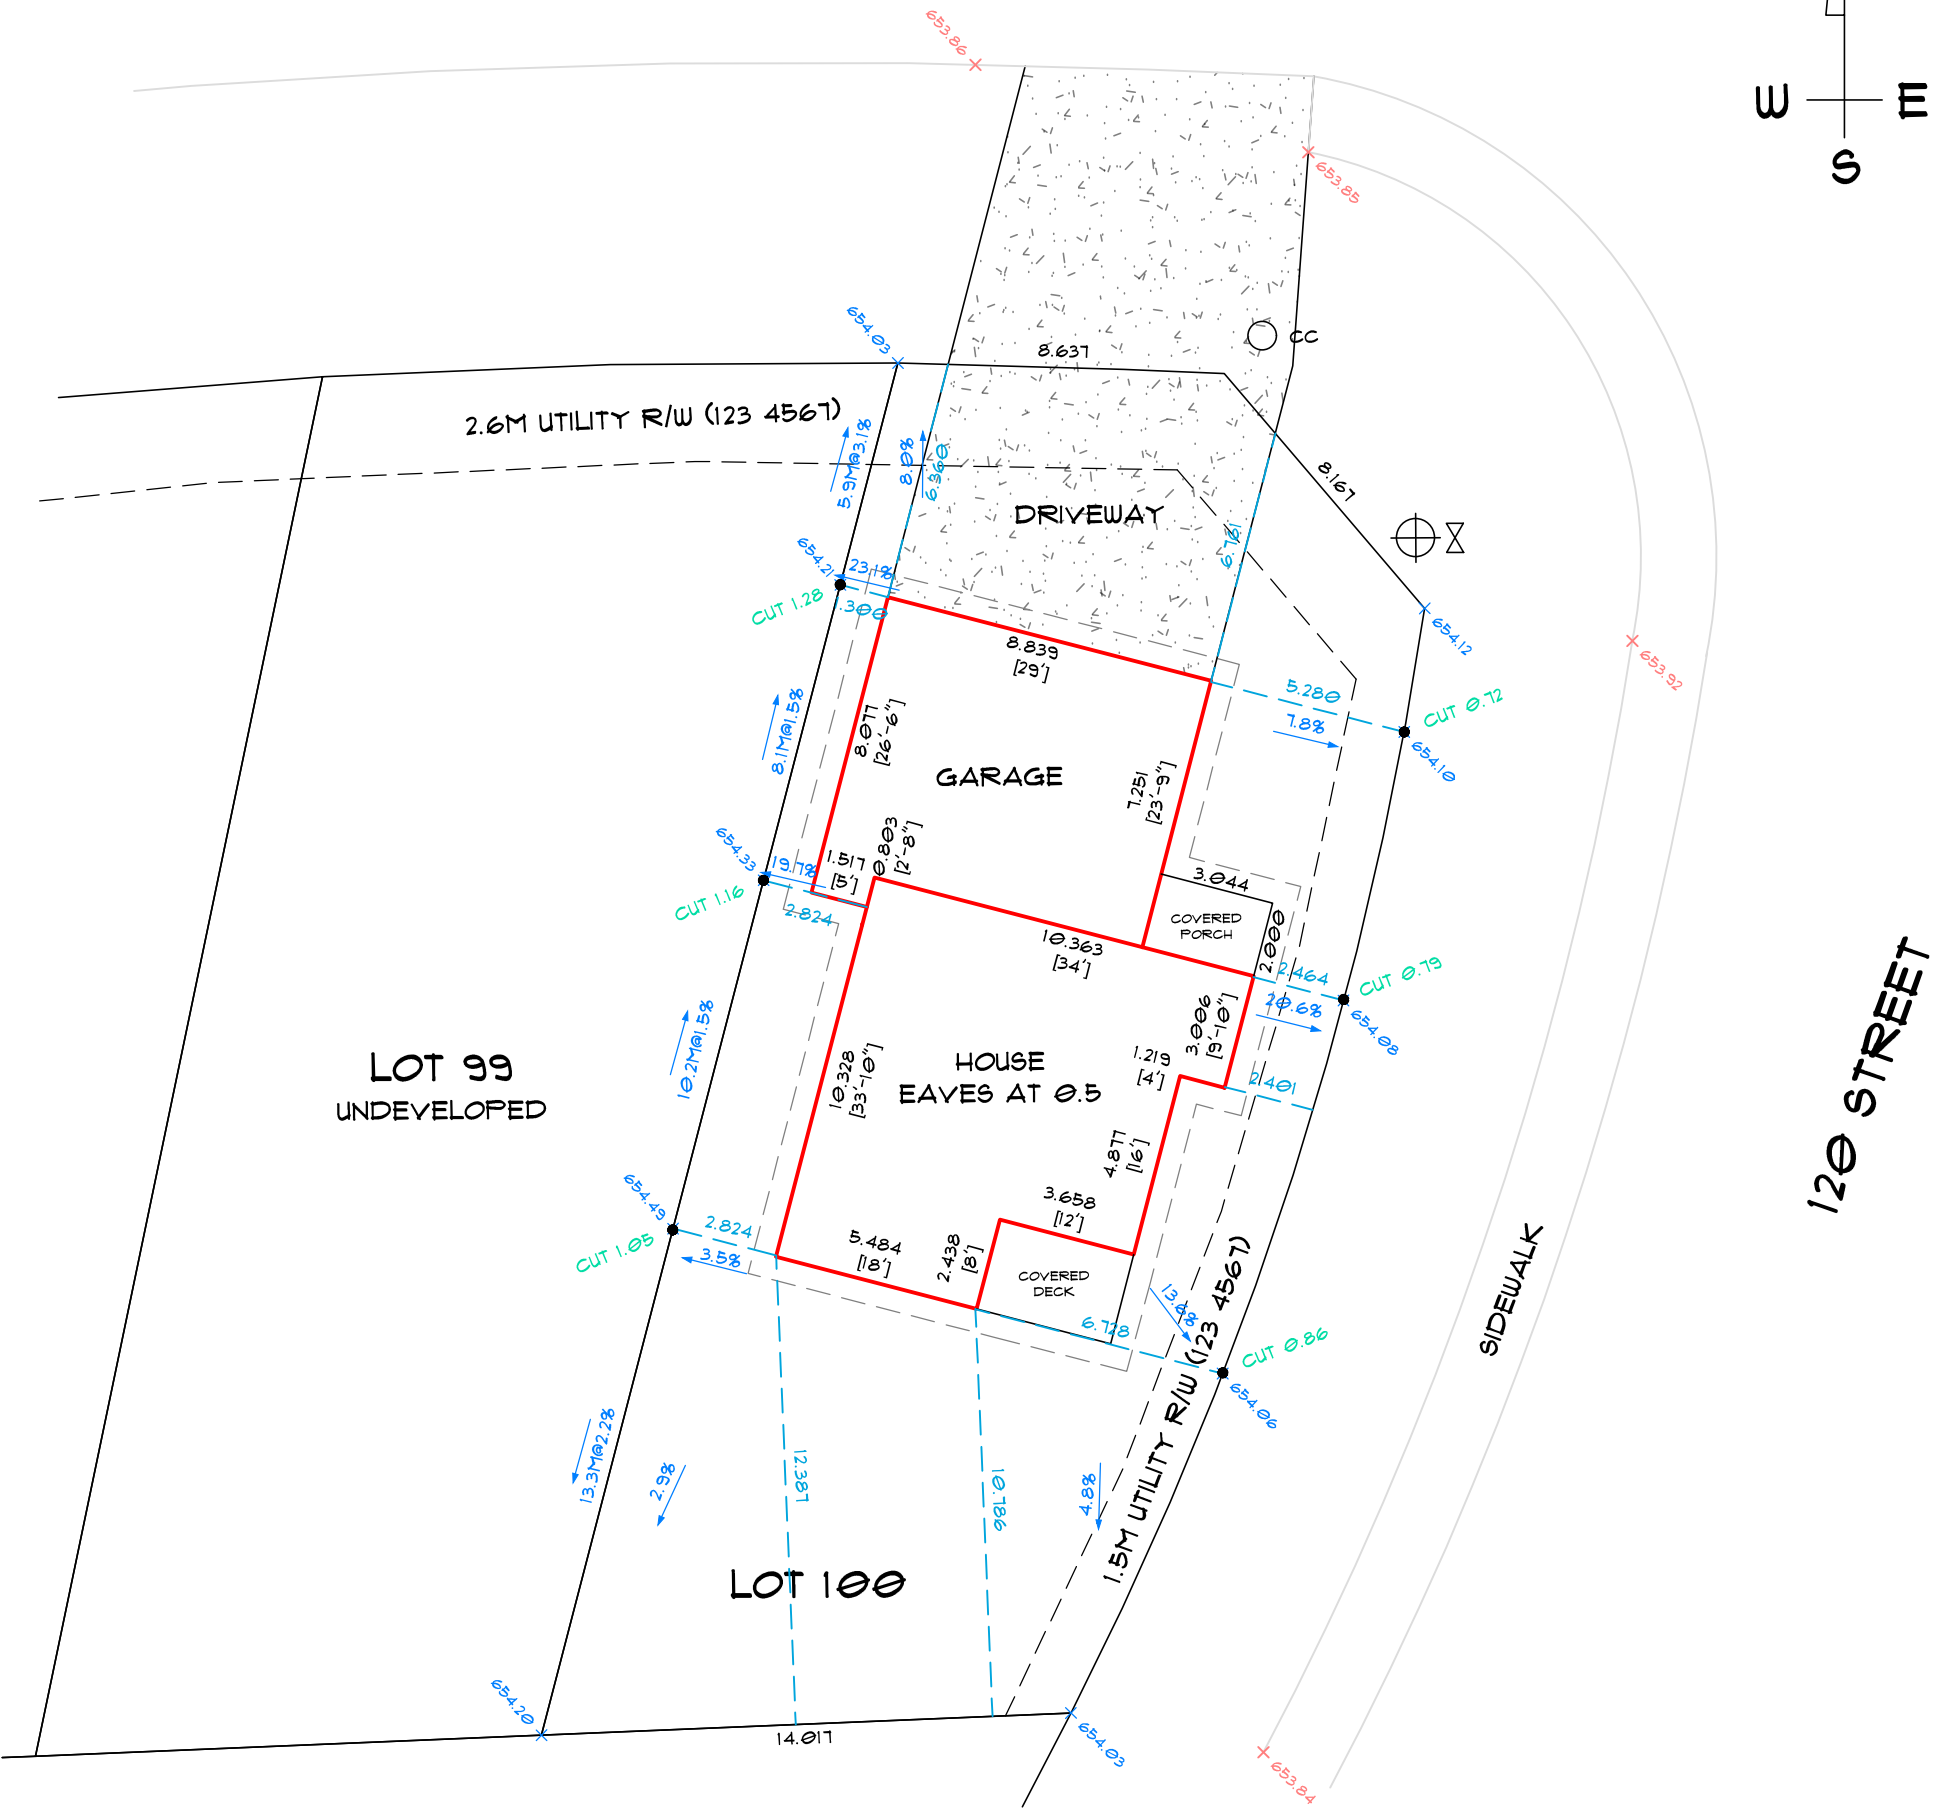 653.86
W
E
S
653.85
654.03
8.637
CC
2.6M UTILITY R/W (123 4567)
5.9M@3.1%
8.0%
6.360
8.167
DRIVEWAY
6.761
654.21
23.1%
CUT 1.28
1.300
654.12
653.92
8.839
[29']
5.280
CUT 0.72
7.8%
654.10
8.077
[26'-6"]
8.1M@1.5%
GARAGE
7.251
[23'-9"]
654.33
19.7%
1.517
[5']
0.803
[2'-8"]
CUT 1.16
2.824
3.044
COVERED
PORCH
2.000
10.363
[34']
2.464
CUT 0.79
20.6%
654.08
3.006
[9'-10"]
10.2M@1.5%
10.328
[33'-10"]
LOT 99
UNDEVELOPED
HOUSE
EAVES AT 0.5
1.219
[4']
2.401
4.877
[16']
120 STREET
654.49
CUT 1.05
2.824
3.5%
5.484
[18']
2.438
[8']
3.658
[12']
COVERED
DECK
6.728
13.6%
CUT 0.86
654.06
SIDEWALK
1.5M UTILITY R/W (123 4567)
13.3M@2.2%
2.9%
12.387
10.786
4.8%
LOT 100
654.20
14.017
654.03
653.84